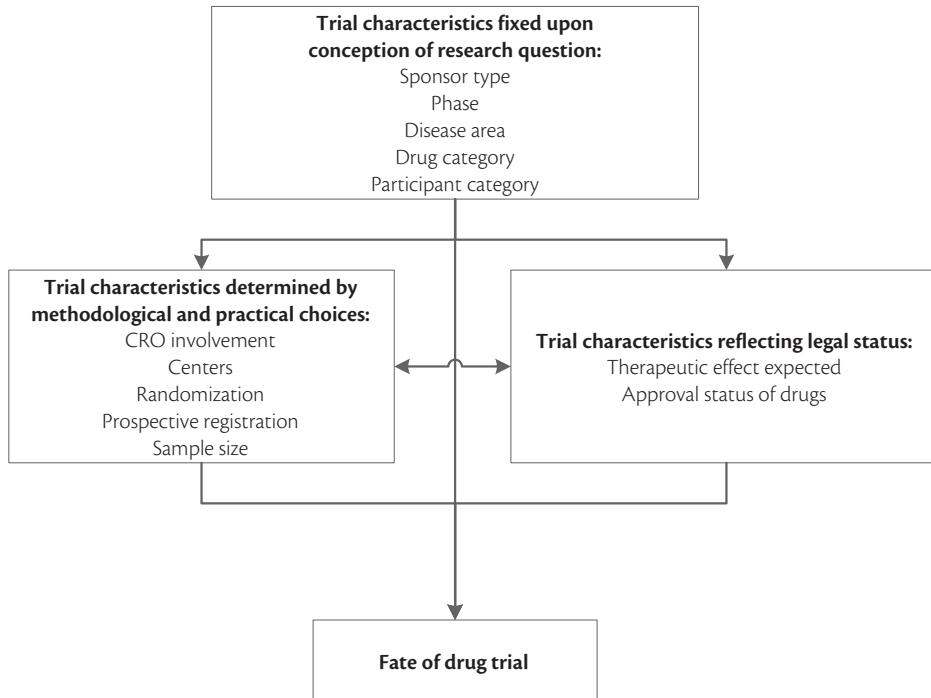 Trial characteristics fixed upon
conception of research question:
Sponsor type
Phase
Disease area
Drug category
Participant category
Trial characteristics determined by
methodological and practical choices:
CRO involvement
Centers
Randomization
Prospective registration
Sample size
Trial characteristics reflecting legal status:
Therapeutic effect expected
Approval status of drugs
Fate of drug trial